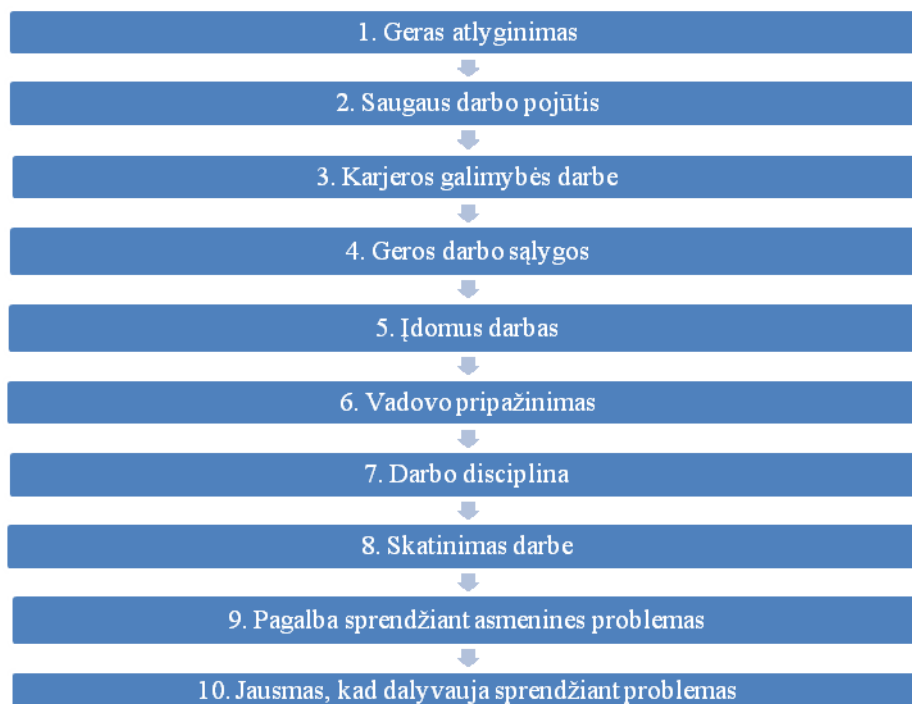 1. Geras atlyginimas
2. Saugaus darbo pojūtis
3. Karjeros galimybės darbe
4. Geros darbo sąlygos
5. Įdomus darbas
6. Vadovo pripažinimas
7. Darbo disciplina
8. Skatinimas darbe
9. Pagalba sprendžiant asmenines problemas
10. Jausmas, kad dalyvauja sprendžiant problemas